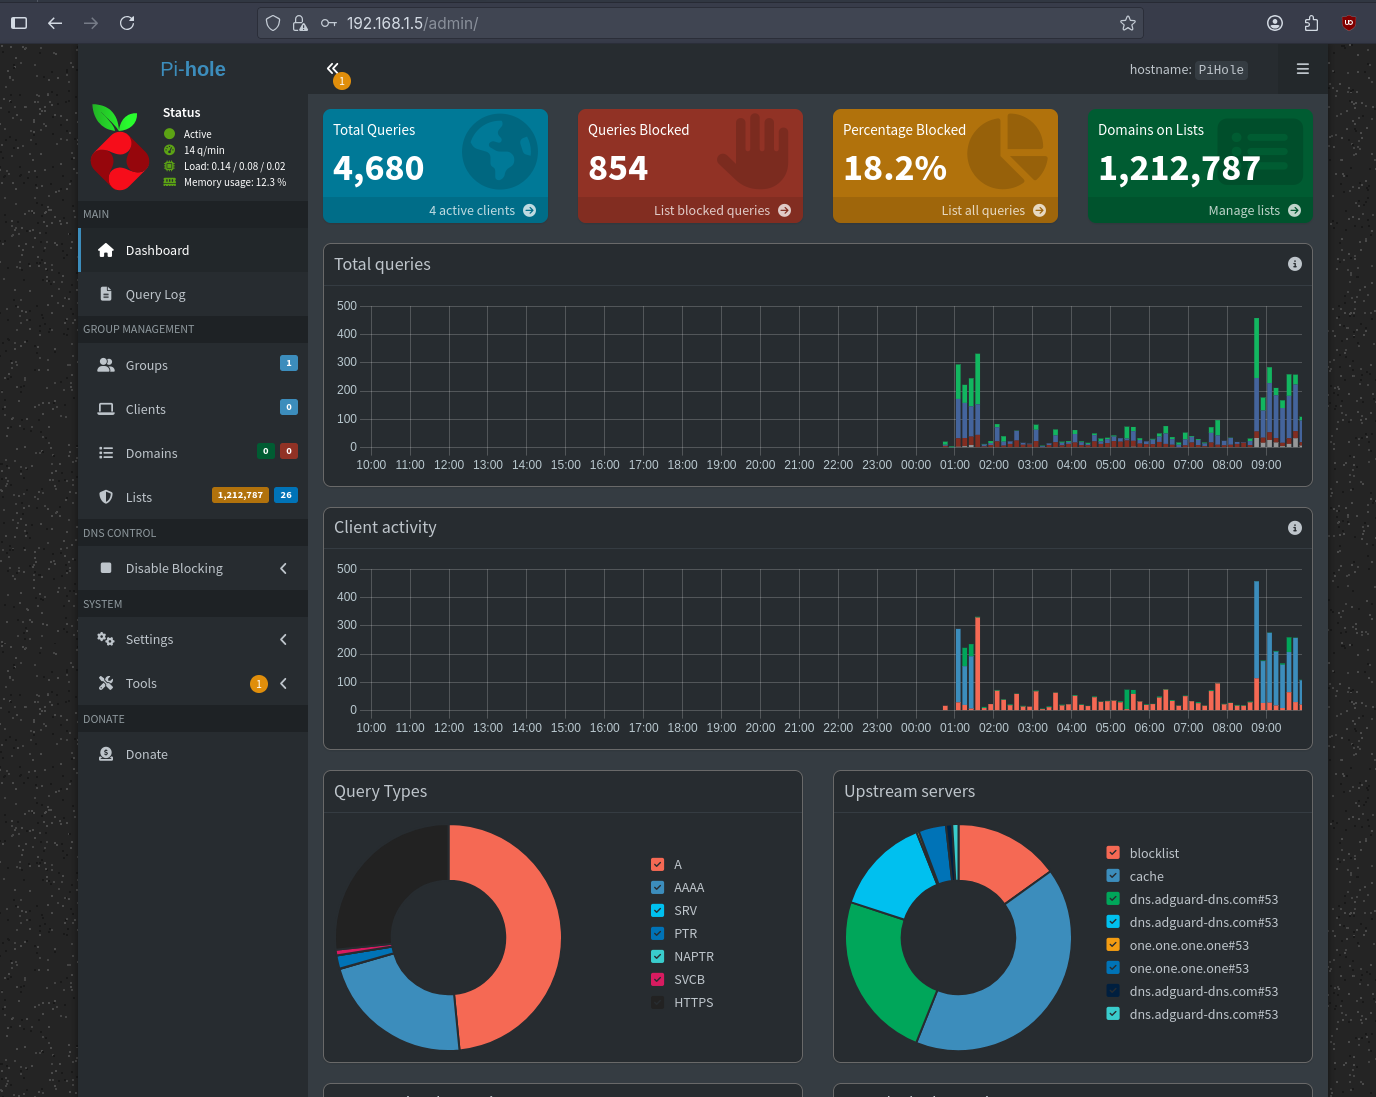 192.168.1.5/admin/
Pi-hole
1
hostname: PiHole
Status
Active
14 q/min
Load: 0.14 / 0.08 / 0.02
Memory usage: 12.3 %
MAIN
Dashboard
Query Log
GROUP MANAGEMENT
Groups 1
Clients 0
Domains 0 0
Lists 1,212,787 26
DNS CONTROL
Disable Blocking
SYSTEM
Settings
Tools 1
DONATE
Donate
Total Queries
4,680
4 active clients
Queries Blocked
854
List blocked queries
Percentage Blocked
18.2%
List all queries
Domains on Lists
1,212,787
Manage lists
Total queries
500
400
300
200
100
0
10:00 11:00 12:00 13:00 14:00 15:00 16:00 17:00 18:00 19:00 20:00 21:00 22:00 23:00 00:00 01:00 02:00 03:00 04:00 05:00 06:00 07:00 08:00 09:00
Client activity
500
400
300
200
100
0
10:00 11:00 12:00 13:00 14:00 15:00 16:00 17:00 18:00 19:00 20:00 21:00 22:00 23:00 00:00 01:00 02:00 03:00 04:00 05:00 06:00 07:00 08:00 09:00
Query Types
A
AAAA
SRV
PTR
NAPTR
SVCB
HTTPS
Upstream servers
blocklist
cache
dns.adguard-dns.com#53
dns.adguard-dns.com#53
one.one.one.one#53
one.one.one.one#53
dns.adguard-dns.com#53
dns.adguard-dns.com#53